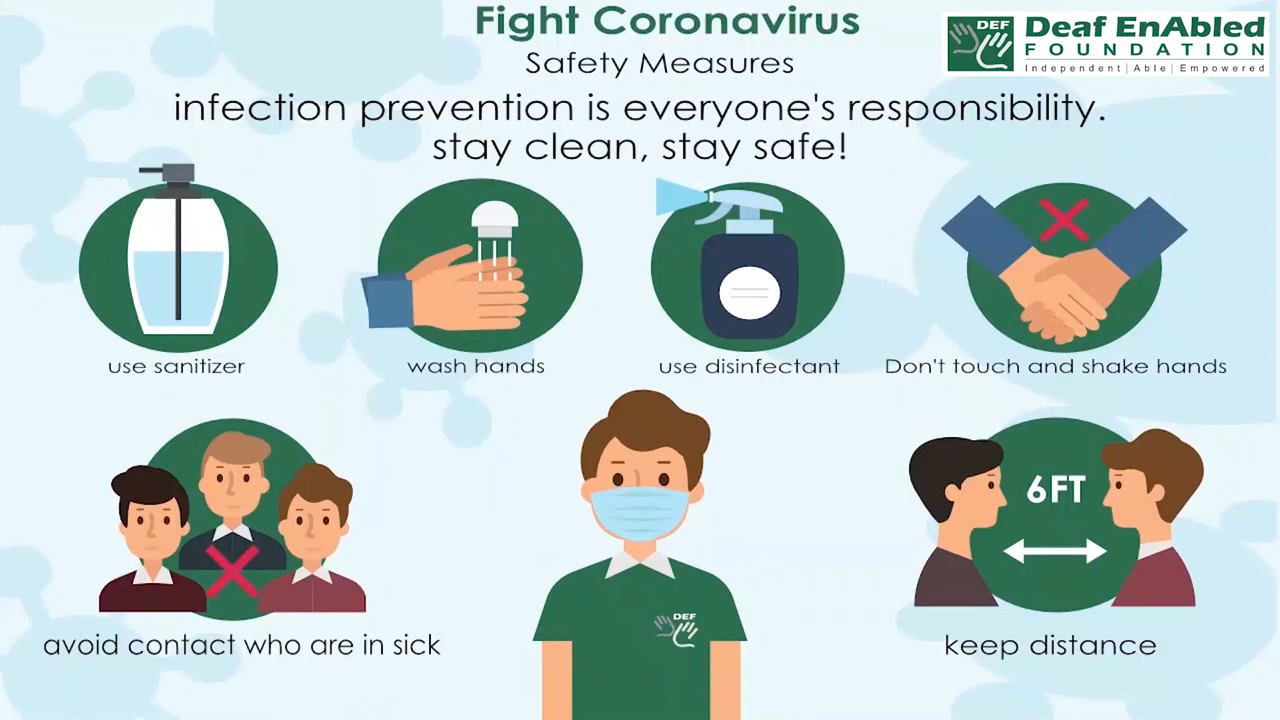 Fight Coronavirus
Safety Measures
DEF
Deaf EnAbled
FOUNDATION
Independent | Able | Empowered
infection prevention is everyone's responsibility.
stay clean, stay safe!
use sanitizer
wash hands
use disinfectant
Don't touch and shake hands
6FT
DEF
avoid contact who are in sick
keep distance